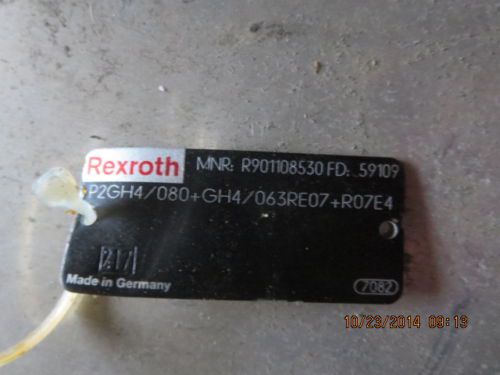 Rexroth MNR: R901108530 FD: 59109
P2GH4/080+GH4/063RE07+R07E4
217
Made in Germany 7082
10/23/2014 09:13